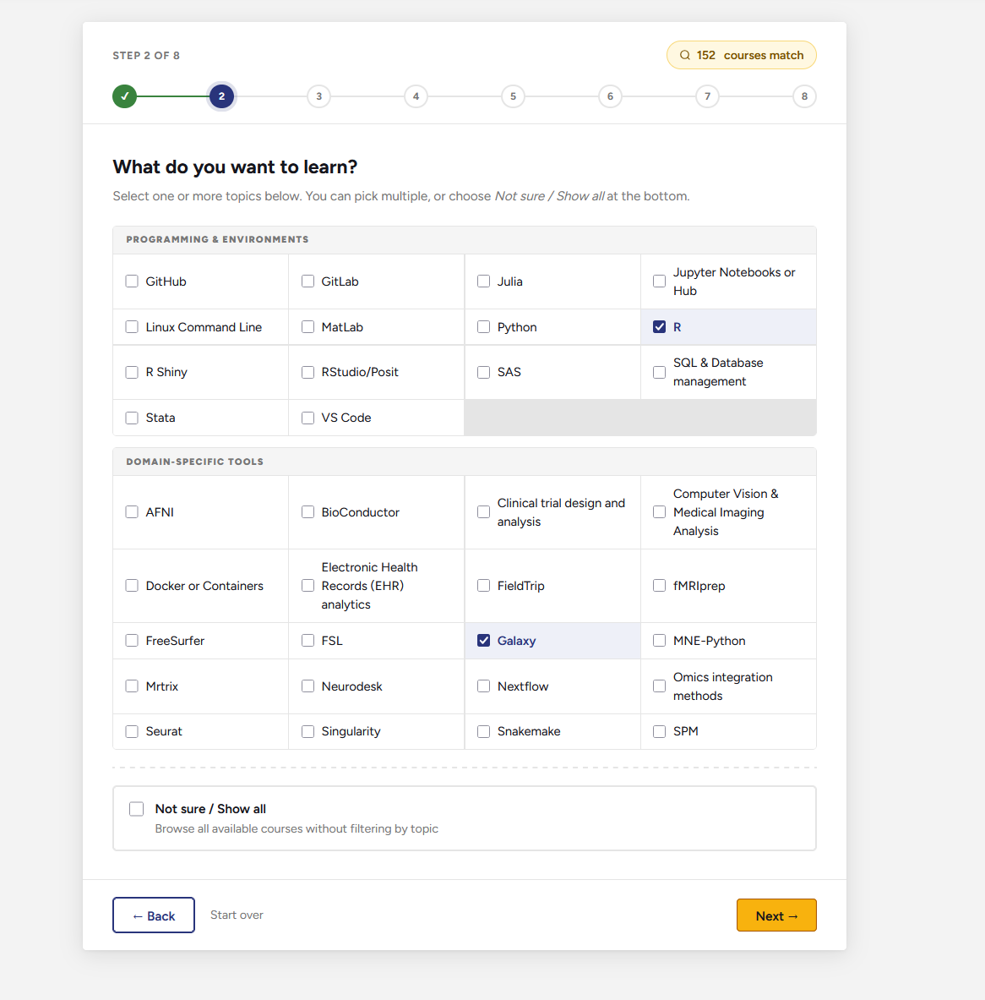 STEP 2 OF 8
152 courses match
✓ 2 3 4 5 6 7 8
What do you want to learn?
Select one or more topics below. You can pick multiple, or choose Not sure / Show all at the bottom.
PROGRAMMING & ENVIRONMENTS
GitHub
GitLab
Julia
Jupyter Notebooks or
Hub
Linux Command Line
MatLab
Python
R
R Shiny
RStudio/Posit
SAS
SQL & Database
management
Stata
VS Code
DOMAIN-SPECIFIC TOOLS
AFNI
BioConductor
Clinical trial design and
analysis
Computer Vision &
Medical Imaging
Analysis
Docker or Containers
Electronic Health
Records (EHR)
analytics
FieldTrip
fMRIprep
FreeSurfer
FSL
Galaxy
MNE-Python
Mrtrix
Neurodesk
Nextflow
Omics integration
methods
Seurat
Singularity
Snakemake
SPM
Not sure / Show all
Browse all available courses without filtering by topic
← Back
Start over
Next →